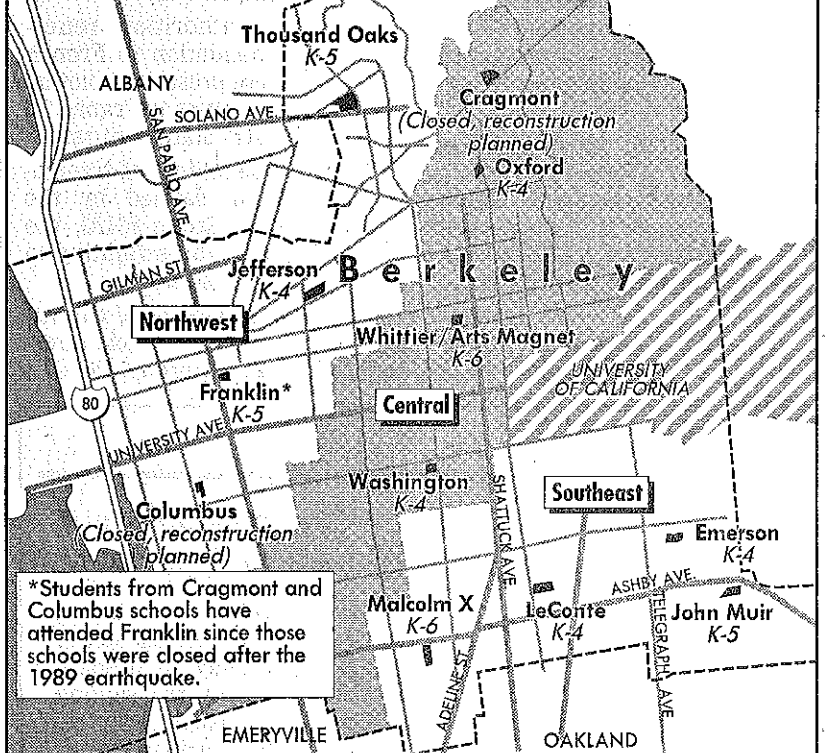 Thousand Oaks
K-5
ALBANY
SOLANO AVE
SAN PABLO AVE
Cragmont
(Closed, reconstruction
planned)
Oxford
K-4
GILMAN ST
Jefferson
K-4
Berkeley
Northwest
Whittier/Arts Magnet
K-6
UNIVERSITY
OF CALIFORNIA
80
Franklin*
K-5
Central
UNIVERSITY AVE
Washington
K-4
SHATTUCK AVE
Southeast
Columbus
(Closed, reconstruction
planned)
Emerson
K-4
*Students from Cragmont and
Columbus schools have
attended Franklin since those
schools were closed after the
1989 earthquake.
Malcolm X
K-6
LeConte
K-4
ASHBY AVE
John Muir
K-5
ADELINE ST
TELEGRAPH AVE
EMERYVILLE
OAKLAND